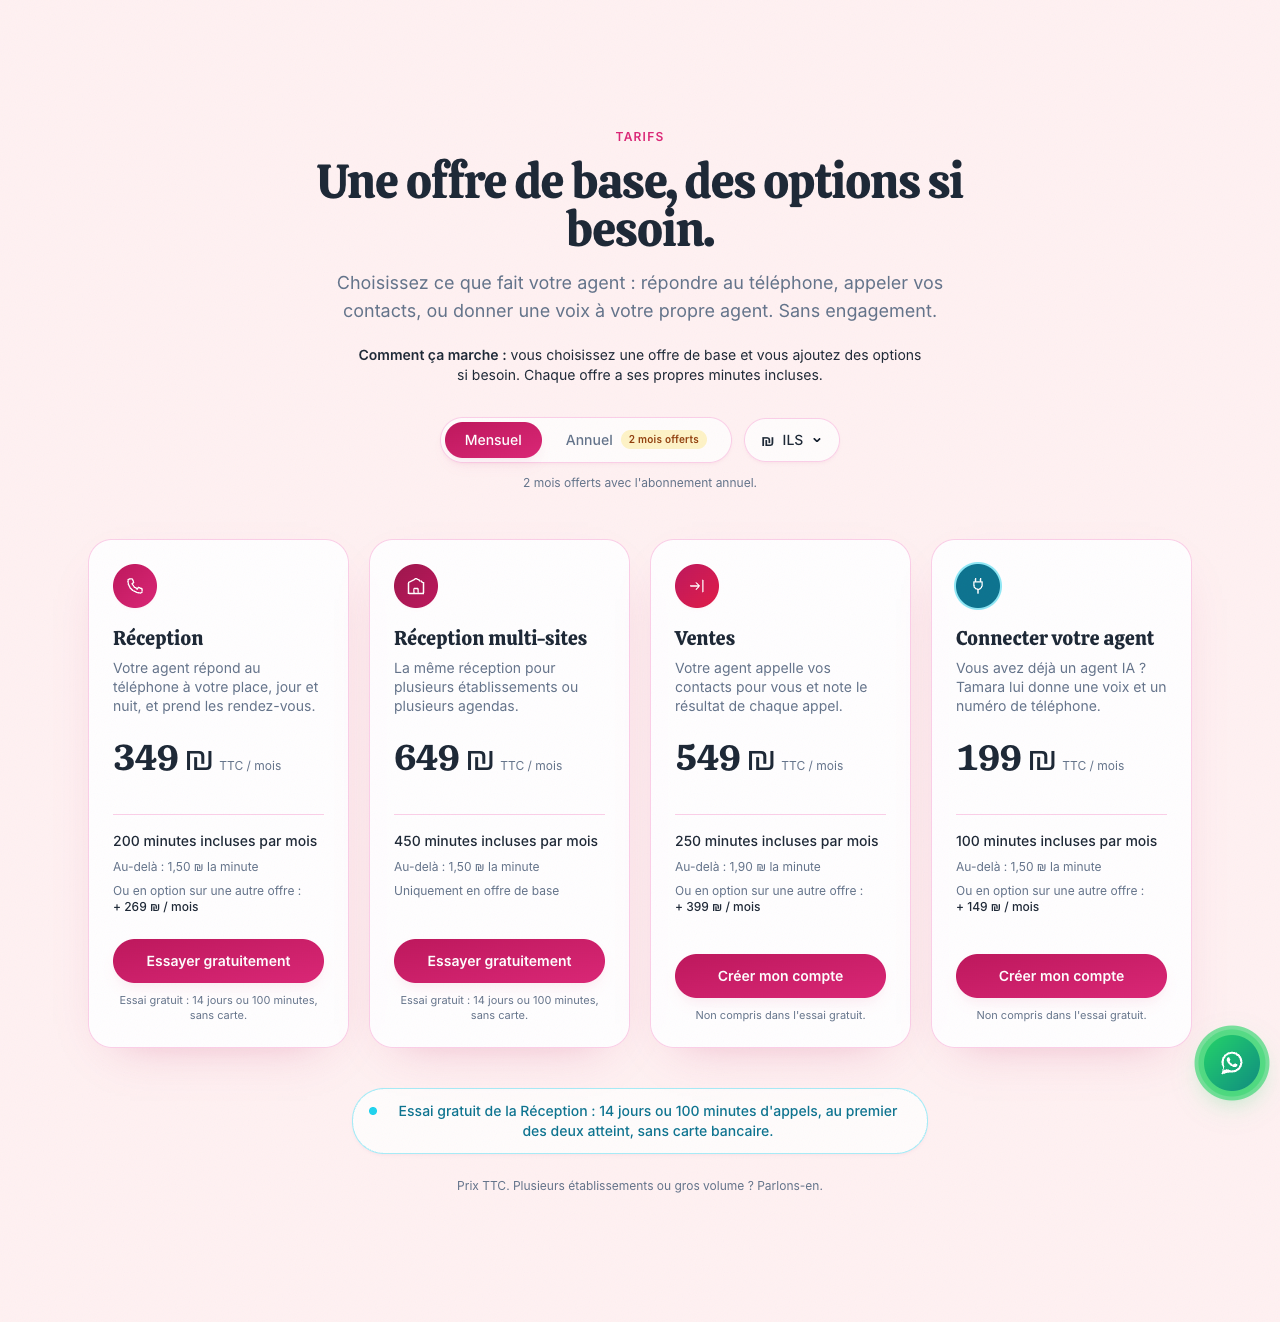 TARIFS
Une offre de base, des options si
besoin.
Choisissez ce que fait votre agent : répondre au téléphone, appeler vos
contacts, ou donner une voix à votre propre agent. Sans engagement.
Comment ça marche : vous choisissez une offre de base et vous ajoutez des options
si besoin. Chaque offre a ses propres minutes incluses.
Mensuel
Annuel 2 mois offerts
₪ ILS
2 mois offerts avec l'abonnement annuel.
Réception
Votre agent répond au
téléphone à votre place, jour et
nuit, et prend les rendez-vous.
349 ₪ TTC / mois
200 minutes incluses par mois
Au-delà : 1,50 ₪ la minute
Ou en option sur une autre offre :
+ 269 ₪ / mois
Essayer gratuitement
Essai gratuit : 14 jours ou 100 minutes,
sans carte.
Réception multi-sites
La même réception pour
plusieurs établissements ou
plusieurs agendas.
649 ₪ TTC / mois
450 minutes incluses par mois
Au-delà : 1,50 ₪ la minute
Uniquement en offre de base
Essayer gratuitement
Essai gratuit : 14 jours ou 100 minutes,
sans carte.
Ventes
Votre agent appelle vos
contacts pour vous et note le
résultat de chaque appel.
549 ₪ TTC / mois
250 minutes incluses par mois
Au-delà : 1,90 ₪ la minute
Ou en option sur une autre offre :
+ 399 ₪ / mois
Créer mon compte
Non compris dans l'essai gratuit.
Connecter votre agent
Vous avez déjà un agent IA ?
Tamara lui donne une voix et un
numéro de téléphone.
199 ₪ TTC / mois
100 minutes incluses par mois
Au-delà : 1,50 ₪ la minute
Ou en option sur une autre offre :
+ 149 ₪ / mois
Créer mon compte
Non compris dans l'essai gratuit.
Essai gratuit de la Réception : 14 jours ou 100 minutes d'appels, au premier
des deux atteint, sans carte bancaire.
Prix TTC. Plusieurs établissements ou gros volume ? Parlons-en.